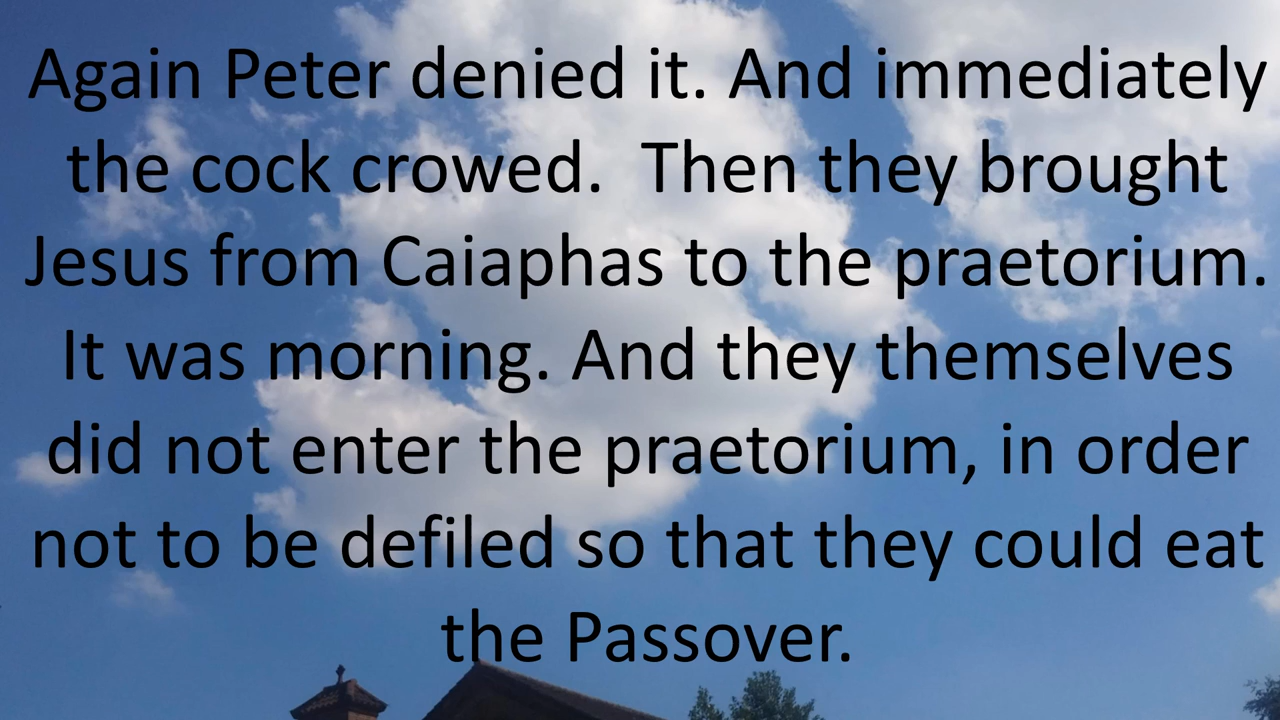 Again Peter denied it. And immediately
the cock crowed.  Then they brought
Jesus from Caiaphas to the praetorium.
It was morning. And they themselves
did not enter the praetorium, in order
not to be defiled so that they could eat
the Passover.